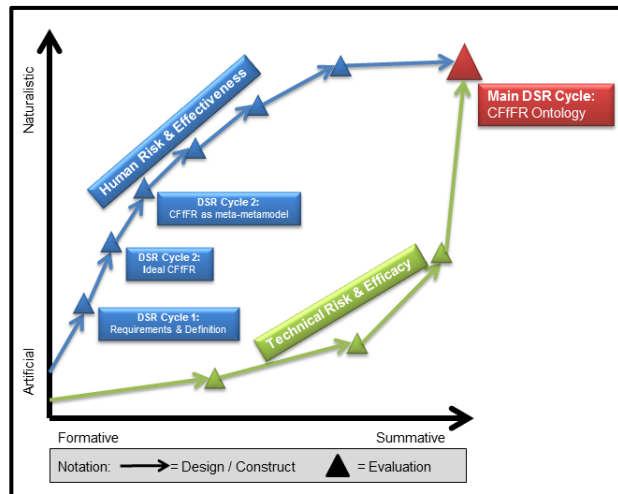 Naturalistic
Human Risk & Effectiveness
Main DSR Cycle:
CFfFR Ontology
DSR Cycle 2:
CFfFR as meta-metamodel
DSR Cycle 2:
Ideal CFfFR
DSR Cycle 1:
Requirements & Definition
Technical Risk & Efficacy
Artificial
Formative
Summative
Notation:
= Design / Construct
= Evaluation